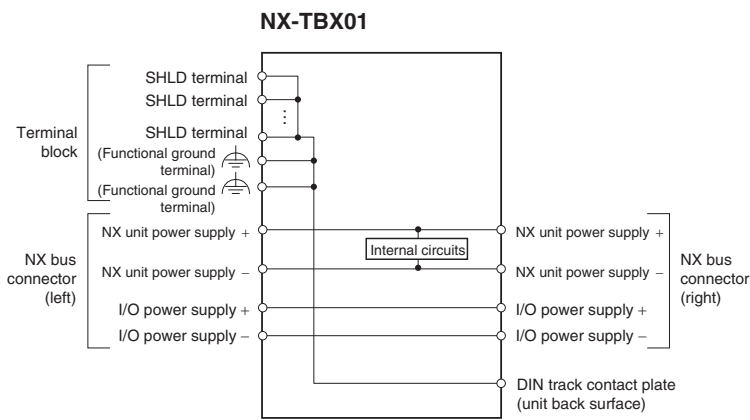 NX-TBX01
SHLD terminal
SHLD terminal
⋮
SHLD terminal
Terminal
block
(Functional ground
terminal)
(Functional ground
terminal)
NX bus
connector
(left)
NX unit power supply +
NX unit power supply −
I/O power supply +
I/O power supply −
Internal circuits
NX unit power supply +
NX unit power supply −
I/O power supply +
I/O power supply −
NX bus
connector
(right)
DIN track contact plate
(unit back surface)